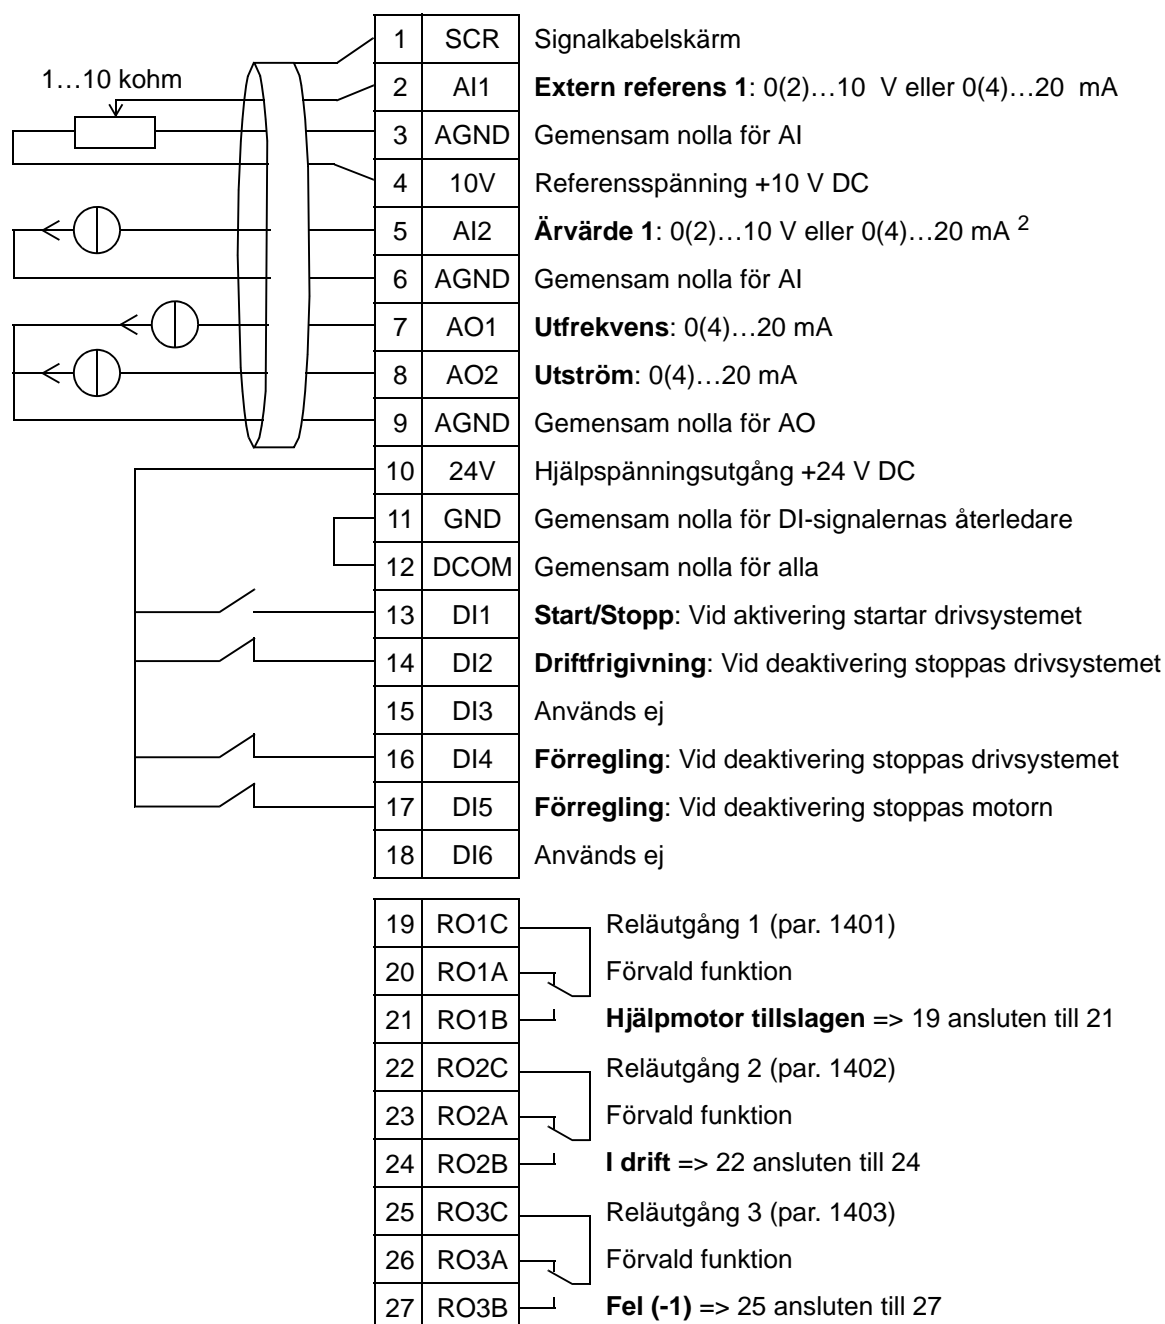 1…10 kohm
1 SCR Signalkabelskärm
2 AI1 Extern referens 1: 0(2)…10 V eller 0(4)…20 mA
3 AGND Gemensam nolla för AI
4 10V Referensspänning +10 V DC
5 AI2 Ärvärde 1: 0(2)…10 V eller 0(4)…20 mA 2
6 AGND Gemensam nolla för AI
7 AO1 Utfrekvens: 0(4)…20 mA
8 AO2 Utström: 0(4)…20 mA
9 AGND Gemensam nolla för AO
10 24V Hjälpspänningsutgång +24 V DC
11 GND Gemensam nolla för DI-signalernas återledare
12 DCOM Gemensam nolla för alla
13 DI1 Start/Stopp: Vid aktivering startar drivsystemet
14 DI2 Driftfrigivning: Vid deaktivering stoppas drivsystemet
15 DI3 Används ej
16 DI4 Förregling: Vid deaktivering stoppas drivsystemet
17 DI5 Förregling: Vid deaktivering stoppas motorn
18 DI6 Används ej
19 RO1C Reläutgång 1 (par. 1401)
20 RO1A Förvald funktion
21 RO1B Hjälpmotor tillslagen => 19 ansluten till 21
22 RO2C Reläutgång 2 (par. 1402)
23 RO2A Förvald funktion
24 RO2B I drift => 22 ansluten till 24
25 RO3C Reläutgång 3 (par. 1403)
26 RO3A Förvald funktion
27 RO3B Fel (-1) => 25 ansluten till 27